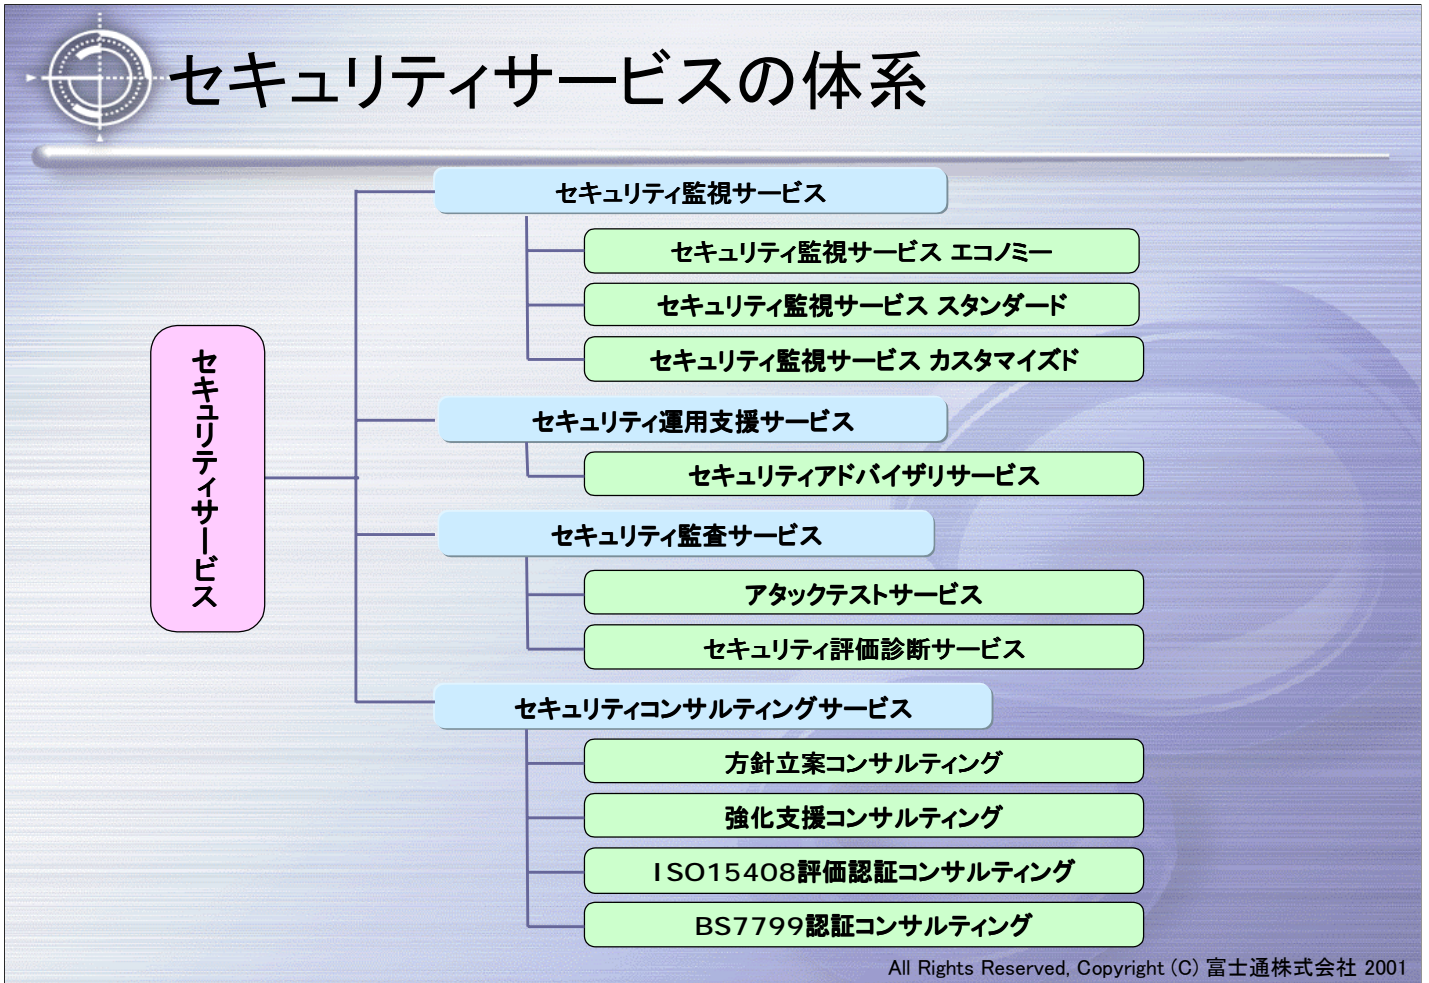 セキュリティサービスの体系
セキュリティサービス
セキュリティ監視サービス
セキュリティ監視サービス エコノミー
セキュリティ監視サービス スタンダード
セキュリティ監視サービス カスタマイズド
セキュリティ運用支援サービス
セキュリティアドバイザリサービス
セキュリティ監査サービス
アタックテストサービス
セキュリティ評価診断サービス
セキュリティコンサルティングサービス
方針立案コンサルティング
強化支援コンサルティング
ISO15408評価認証コンサルティング
BS7799認証コンサルティング
All Rights Reserved, Copyright (C) 富士通株式会社 2001